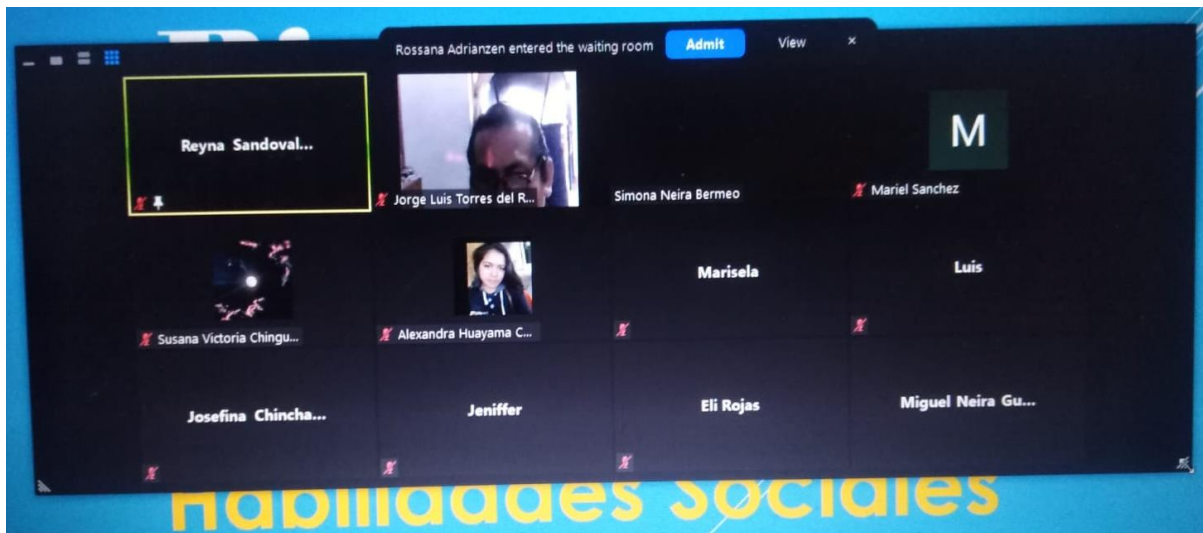 Rossana Adrianzen entered the waiting room Admit View
Reyna Sandoval...
Jorge Luis Torres del R...
Simona Neira Bermeo
M
Mariel Sanchez
Susana Victoria Chingu...
Alexandra Huayama C...
Marisela
Luis
Josefina Chincha...
Jeniffer
Eli Rojas
Miguel Neira Gu...
Habilidades Sociales